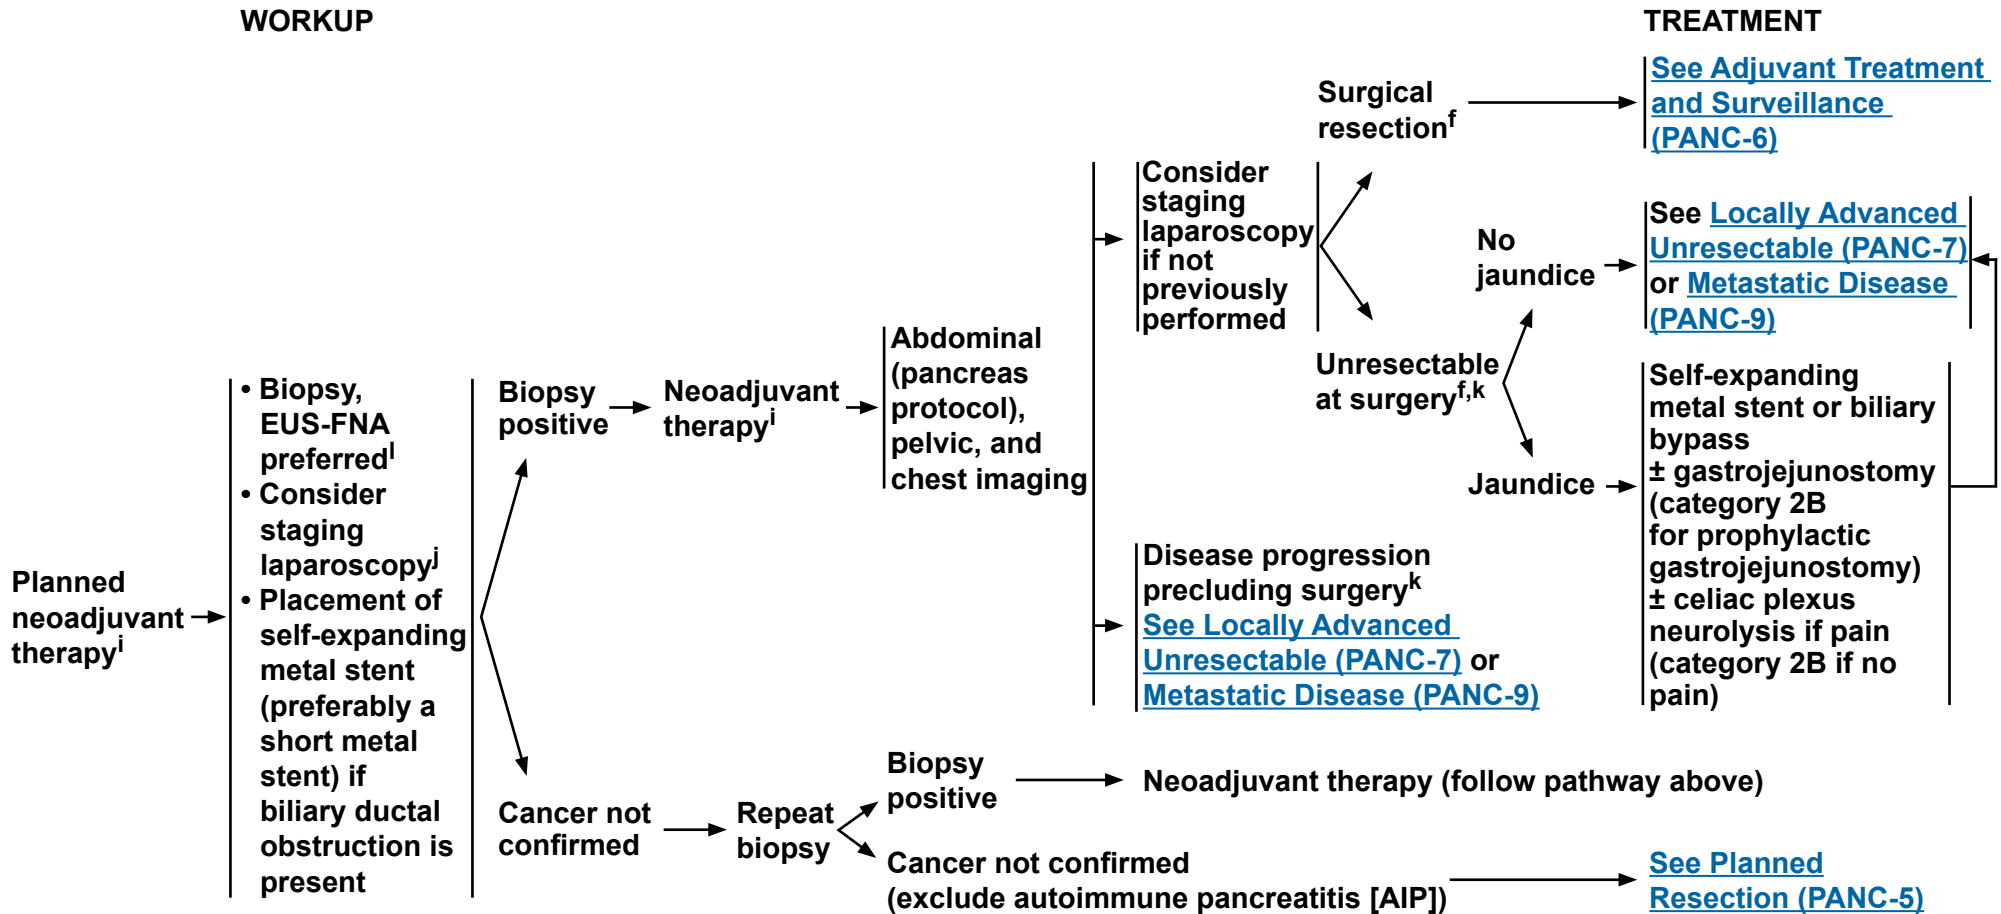 WORKUP
TREATMENT
Planned
neoadjuvant
therapyⁱ
• Biopsy,
EUS-FNA
preferredˡ
• Consider
staging
laparoscopyʲ
• Placement of
self-expanding
metal stent
(preferably a
short metal
stent) if
biliary ductal
obstruction is
present
Biopsy
positive
Neoadjuvant
therapyⁱ
Abdominal
(pancreas
protocol),
pelvic, and
chest imaging
Consider
staging
laparoscopy
if not
previously
performed
Surgical
resectionᶠ
See Adjuvant Treatment
and Surveillance
(PANC-6)
Unresectable
at surgeryᶠ,ᵏ
No
jaundice
See Locally Advanced
Unresectable (PANC-7)
or Metastatic Disease
(PANC-9)
Jaundice
Self-expanding
metal stent or biliary
bypass
± gastrojejunostomy
(category 2B
for prophylactic
gastrojejunostomy)
± celiac plexus
neurolysis if pain
(category 2B if no
pain)
Disease progression
precluding surgeryᵏ
See Locally Advanced
Unresectable (PANC-7) or
Metastatic Disease (PANC-9)
Cancer not
confirmed
Repeat
biopsy
Biopsy
positive
Neoadjuvant therapy (follow pathway above)
Cancer not confirmed
(exclude autoimmune pancreatitis [AIP])
See Planned
Resection (PANC-5)